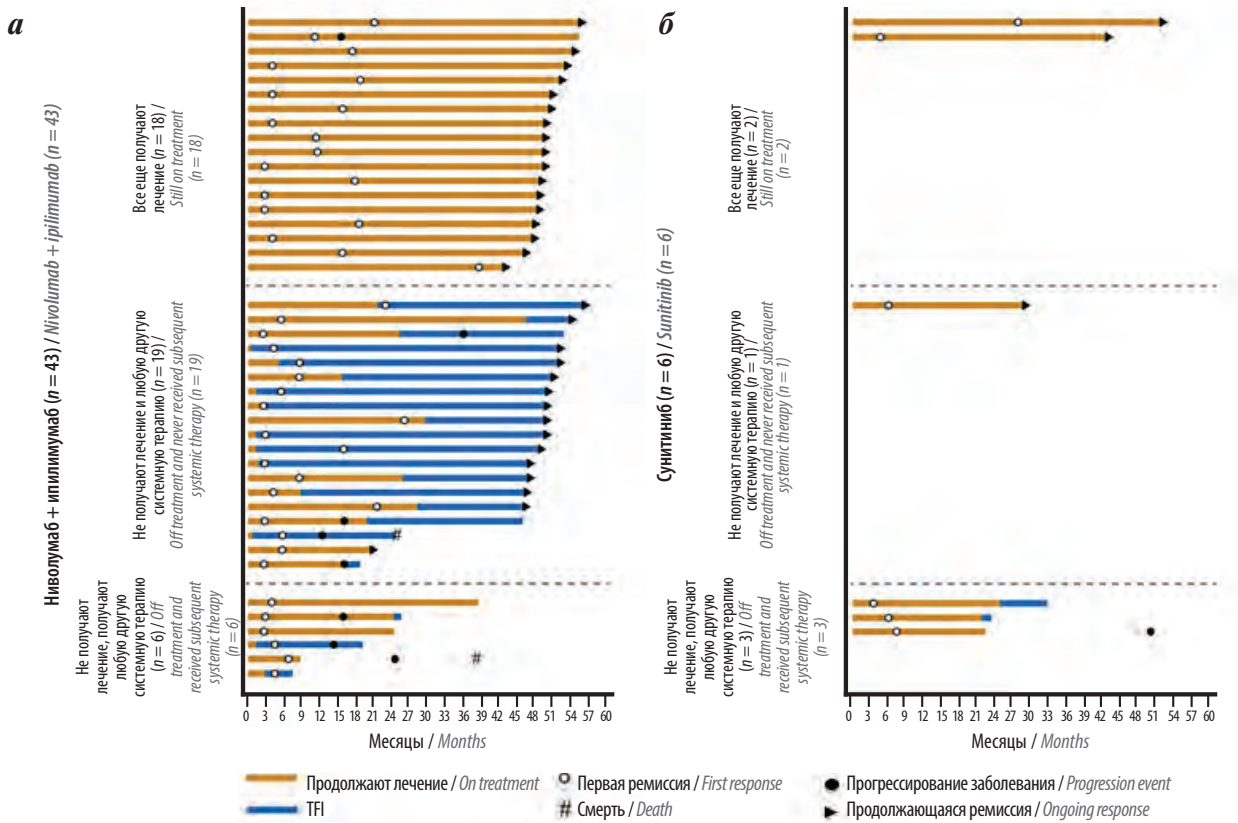 а
б
Ниволумаб + ипилимумаб (n = 43) / Nivolumab + ipilimumab (n = 43)
Все еще получают
лечение (n = 18) /
Still on treatment
(n = 18)
Не получают лечение и любую другую
системную терапию (n = 19) /
Off treatment and never received subsequent
systemic therapy (n = 19)
Не получают
лечение, получают
любую другую
системную терапию
(n = 6) / Off
treatment and
received subsequent
systemic therapy
(n = 6)
0 3 6 9 12 15 18 21 24 27 30 33 36 39 42 45 48 51 54 57 60
Месяцы / Months
Сунитиниб (n = 6) / Sunitinib (n = 6)
Все еще получают
лечение (n = 2) /
Still on treatment
(n = 2)
Не получают лечение и любую другую
системную терапию (n = 1) /
Off treatment and never received subsequent
systemic therapy (n = 1)
Не получают
лечение, получают
любую другую
системную терапию
(n = 3) / Off
treatment and
received subsequent
systemic therapy
(n = 3)
0 3 6 9 12 15 18 21 24 27 30 33 36 39 42 45 48 51 54 57 60
Месяцы / Months
Продолжают лечение / On treatment
Первая ремиссия / First response
Прогрессирование заболевания / Progression event
TFI
# Смерть / Death
Продолжающаяся ремиссия / Ongoing response